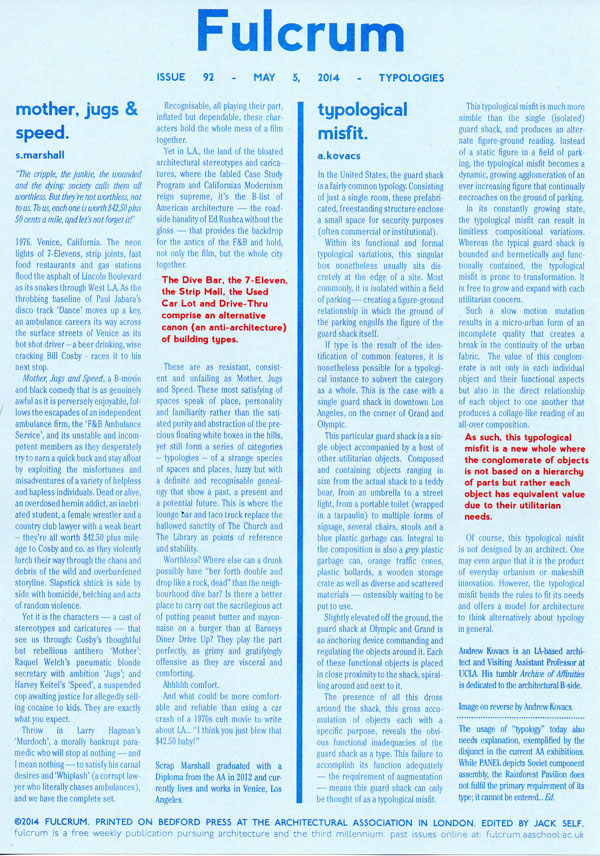 Fulcrum
ISSUE 92 - MAY 5, 2014 - TYPOLOGIES
mother, jugs &
speed.
s.marshall
"The cripple, the junkie, the wounded
and the dying: society calls them all
worthless. But they're not worthless, not
to us. To us, each one is worth $42.50 plus
50 cents a mile, and let's not forget it!"
1976. Venice, California. The neon
lights of 7-Elevens, strip joints, fast
food restaurants and gas stations
flood the asphalt of Lincoln Boulevard
as its snakes through West L.A. As the
throbbing baseline of Paul Jabara's
disco track 'Dance' moves up a key,
an ambulance careers its way across
the surface streets of Venice as its
hot shot driver – a beer drinking, wise
cracking Bill Cosby - races it to his
next stop.
Mother, Jugs and Speed, a B-movie
and black comedy that is as genuinely
awful as it is perversely enjoyable, fol-
lows the escapades of an independent
ambulance firm, the 'F&B Ambulance
Service', and its unstable and incom-
petent members as they desperately
try to earn a quick buck and stay afloat
by exploiting the misfortunes and
misadventures of a variety of helpless
and hapless individuals. Dead or alive,
an overdosed heroin addict, an inebri-
ated student, a female wrestler and a
country club lawyer with a weak heart
– they're all worth $42.50 plus mile-
age to Cosby and co. as they violently
lurch their way through the chaos and
debris of the wild and overburdened
storyline. Slapstick shtick is side by
side with homicide, belching and acts
of random violence.
Yet it is the characters — a cast of
stereotypes and caricatures — that
see us through: Cosby's thoughtful
but rebellious antihero 'Mother';
Raquel Welch's pneumatic blonde
secretary with ambition 'Jugs'; and
Harvey Keitel's 'Speed', a suspended
cop awaiting justice for allegedly sell-
ing cocaine to kids. They are exactly
what you expect.
Throw in Larry Hagman's
'Murdoch', a morally bankrupt para-
medic who will stop at nothing — and
I mean nothing — to satisfy his carnal
desires and 'Whiplash' (a corrupt law-
yer who literally chases ambulances),
and we have the complete set.
Recognisable, all playing their part,
inflated but dependable, these char-
acters hold the whole mess of a film
together.
Yet in L.A., the land of the bloated
architectural stereotypes and carica-
tures, where the fabled Case Study
Program and Californian Modernism
reign supreme, it's the B-list of
American architecture — the road-
side banality of Ed Rushca without the
gloss — that provides the backdrop
for the antics of the F&B and hold,
not only the film, but the whole city
together.
The Dive Bar, the 7-Eleven,
the Strip Mall, the Used
Car Lot and Drive-Thru
comprise an alternative
canon (an anti-architecture)
of building types.
These are as resistant, consist-
ent and unfailing as Mother, Jugs
and Speed. These most satisfying of
spaces speak of place, personality
and familiarity rather than the sati-
ated purity and abstraction of the pre-
cious floating white boxes in the hills,
yet still form a series of categories
– typologies – of a strange species
of spaces and places, fuzzy but with
a definite and recognisable geneal-
ogy that show a past, a present and
a potential future. This is where the
lounge bar and taco truck replace the
hallowed sanctity of The Church and
The Library as points of reference
and stability.
Worthless? Where else can a drunk
possibly have "her forth double and
drop like a rock, dead" than the neigh-
bourhood dive bar? Is there a better
place to carry out the sacrilegious act
of putting peanut butter and mayon-
naise on a burger than at Barneys
Diner Drive Up? They play the part
perfectly, as grimy and gratifyingly
offensive as they are visceral and
comforting.
Ahhhhh comfort.
And what could be more comfort-
able and reliable than using a car
crash of a 1970s cult movie to write
about LA... "I think you just blew that
$42.50 baby!"
Scrap Marshall graduated with a
Diploma from the AA in 2012 and cur-
rently lives and works in Venice, Los
Angeles.
typological
misfit.
a.kovacs
In the United States, the guard shack
is a fairly common typology. Consisting
of just a single room, these prefabri-
cated, freestanding structure enclose
a small space for security purposes
(often commercial or institutional).
Within its functional and formal
typological variations, this singular
box nonetheless usually sits dis-
cretely at the edge of a site. Most
commonly, it is isolated within a field
of parking — creating a figure-ground
relationship in which the ground of
the parking engulfs the figure of the
guard shack itself.
If type is the result of the iden-
tification of common features, it is
nonetheless possible for a typologi-
cal instance to subvert the category
as a whole. This is the case with a
single guard shack in downtown Los
Angeles, on the corner of Grand and
Olympic.
This particular guard shack is a sin-
gle object accompanied by a host of
other utilitarian objects. Composed
and containing objects ranging in
size from the actual shack to a teddy
bear, from an umbrella to a street
light, from a portable toilet (wrapped
in a tarpaulin) to multiple forms of
signage, several chairs, stools and a
blue plastic garbage can. Integral to
the composition is also a grey plastic
garbage can, orange traffic cones,
plastic bollards, a wooden storage
crate as well as diverse and scattered
materials — ostensibly waiting to be
put to use.
Slightly elevated off the ground, the
guard shack at Olympic and Grand is
an anchoring device commanding and
regulating the objects around it. Each
of these functional objects is placed
in close proximity to the shack, spiral-
ling around and next to it.
The presence of all this dross
around the shack, this gross accu-
mulation of objects each with a
specific purpose, reveals the obvi-
ous functional inadequacies of the
guard shack as a type. This failure to
accomplish its function adequately
— the requirement of augmentation
— means this guard shack can only
be thought of as a typological misfit.
This typological misfit is much more
nimble than the single (isolated)
guard shack, and produces an alter-
nate figure-ground reading. Instead
of a static figure in a field of park-
ing, the typological misfit becomes a
dynamic, growing agglomeration of an
ever increasing figure that continually
encroaches on the ground of parking.
In its constantly growing state,
the typological misfit can result in
limitless compositional variations.
Whereas the typical guard shack is
bounded and hermetically and func-
tionally contained, the typological
misfit is prone to transformation. It
is free to grow and expand with each
utilitarian concern.
Such a slow motion mutation
results in a micro-urban form of an
incomplete quality that creates a
break in the continuity of the urban
fabric. The value of this conglom-
erate is not only in each individual
object and their functional aspects
but also in the direct relationship
of each object to one another that
produces a collage-like reading of an
all-over composition.
As such, this typological
misfit is a new whole where
the conglomerate of objects
is not based on a hierarchy
of parts but rather each
object has equivalent value
due to their utilitarian
needs.
Of course, this typological misfit
is not designed by an architect. One
may even argue that it is the product
of everyday urbanism or makeshift
innovation. However, the typological
misfit bends the rules to fit its needs
and offers a model for architecture
to think alternatively about typology
in general.
Andrew Kovacs is an LA-based archi-
tect and Visiting Assistant Professor at
UCLA. His tumblr Archive of Affinities
is dedicated to the architectural B-side.
Image on reverse by Andrew Kovacs.
The usage of "typology" today also
needs explanation, exemplified by the
disjunct in the current AA exhibitions.
While PANEL depicts Soviet component
assembly, the Rainforest Pavilion does
not fulfil the primary requirement of its
type; it cannot be entered... Ed.
©2014 FULCRUM. PRINTED ON BEDFORD PRESS AT THE ARCHITECTURAL ASSOCIATION IN LONDON. EDITED BY JACK SELF.
fulcrum is a free weekly publication pursuing architecture and the third millennium. past issues online at: fulcrum.aaschool.ac.uk